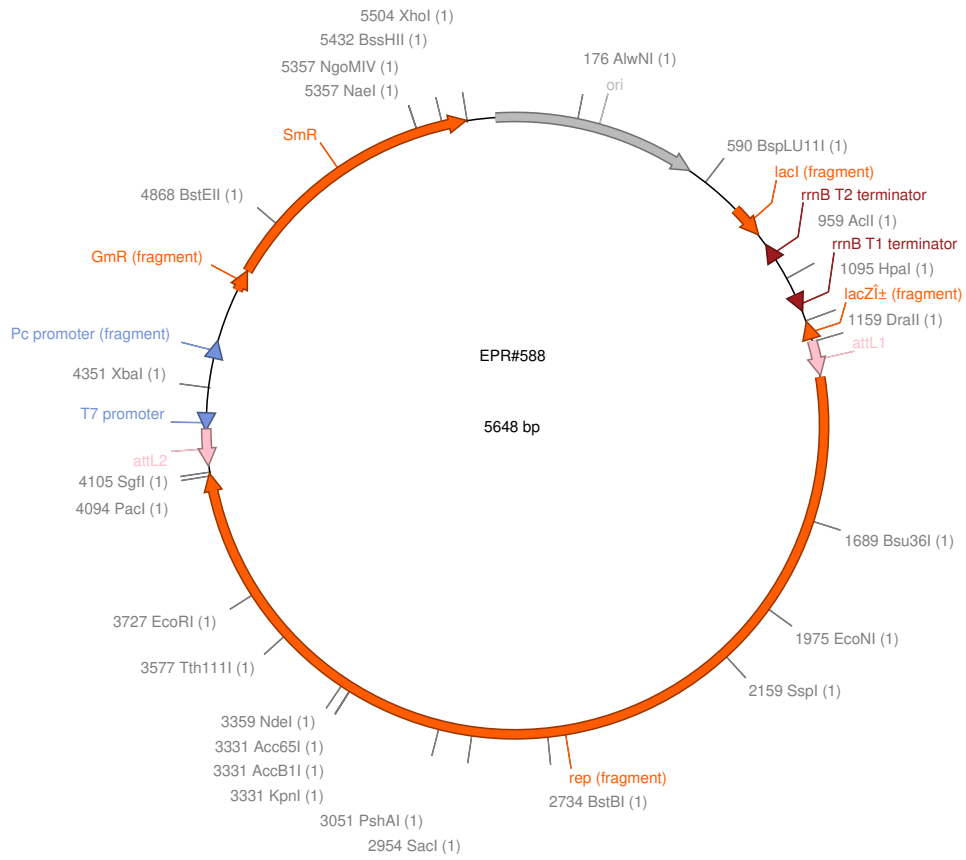 5504 XhoI (1)
5432 BssHII (1)
5357 NgoMIV (1)
5357 NaeI (1)
176 AlwNI (1)
ori
SmR
590 BspLU11I (1)
lacI (fragment)
rrnB T2 terminator
4868 BstEII (1)
959 AclI (1)
rrnB T1 terminator
GmR (fragment)
1095 HpaI (1)
lacZÎ± (fragment)
1159 DraII (1)
Pc promoter (fragment)
attL1
EPR#588
4351 XbaI (1)
T7 promoter
5648 bp
attL2
4105 SgfI (1)
4094 PacI (1)
1689 Bsu36I (1)
3727 EcoRI (1)
1975 EcoNI (1)
3577 Tth111I (1)
2159 SspI (1)
3359 NdeI (1)
3331 Acc65I (1)
3331 AccB1I (1)
3331 KpnI (1)
rep (fragment)
2734 BstBI (1)
3051 PshAI (1)
2954 SacI (1)